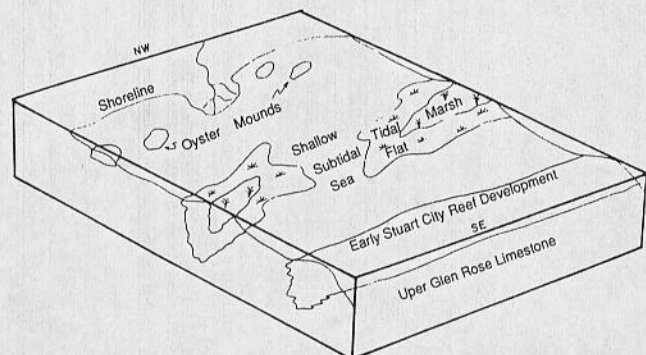 NW
Shoreline
Oyster Mounds
Shallow
Subtidal
Sea
Tidal
Flat
Marsh
Early Stuart City Reef Development
SE
Uper Glen Rose Limestone